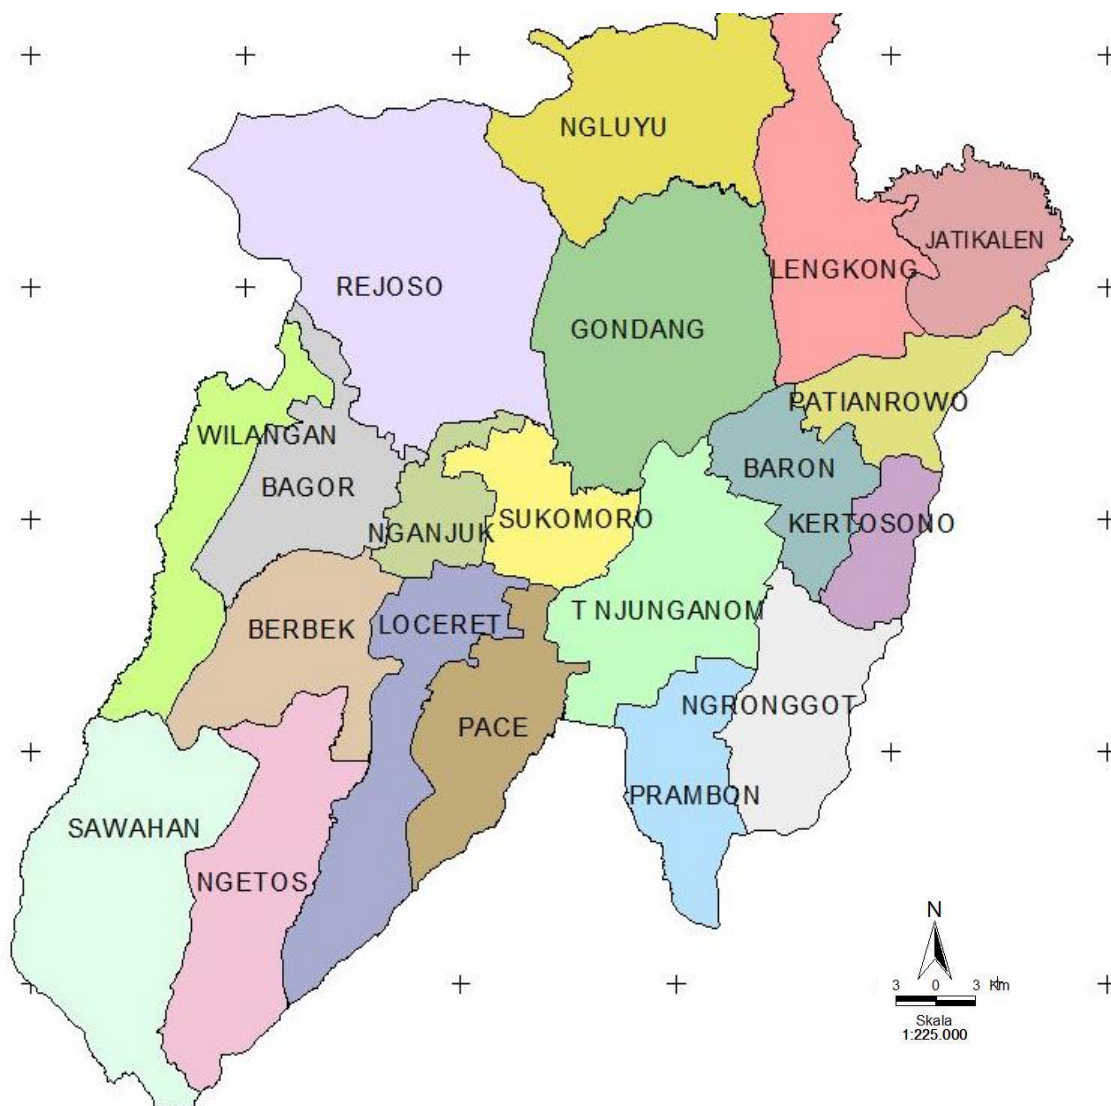 NGLUYU
JATIKALEN
LENGKONG
REJOSO
GONDANG
PATIANROWO
WILANGAN
BARON
BAGOR
SUKOMORO
KERTOSONO
NGANJUK
T NJUNGANOM
LOCERET
BERBEK
NGRONGGOT
PACE
PRAMBON
SAWAHAN
NGETOS
N
3 0 3 Km
Skala
1:225.000